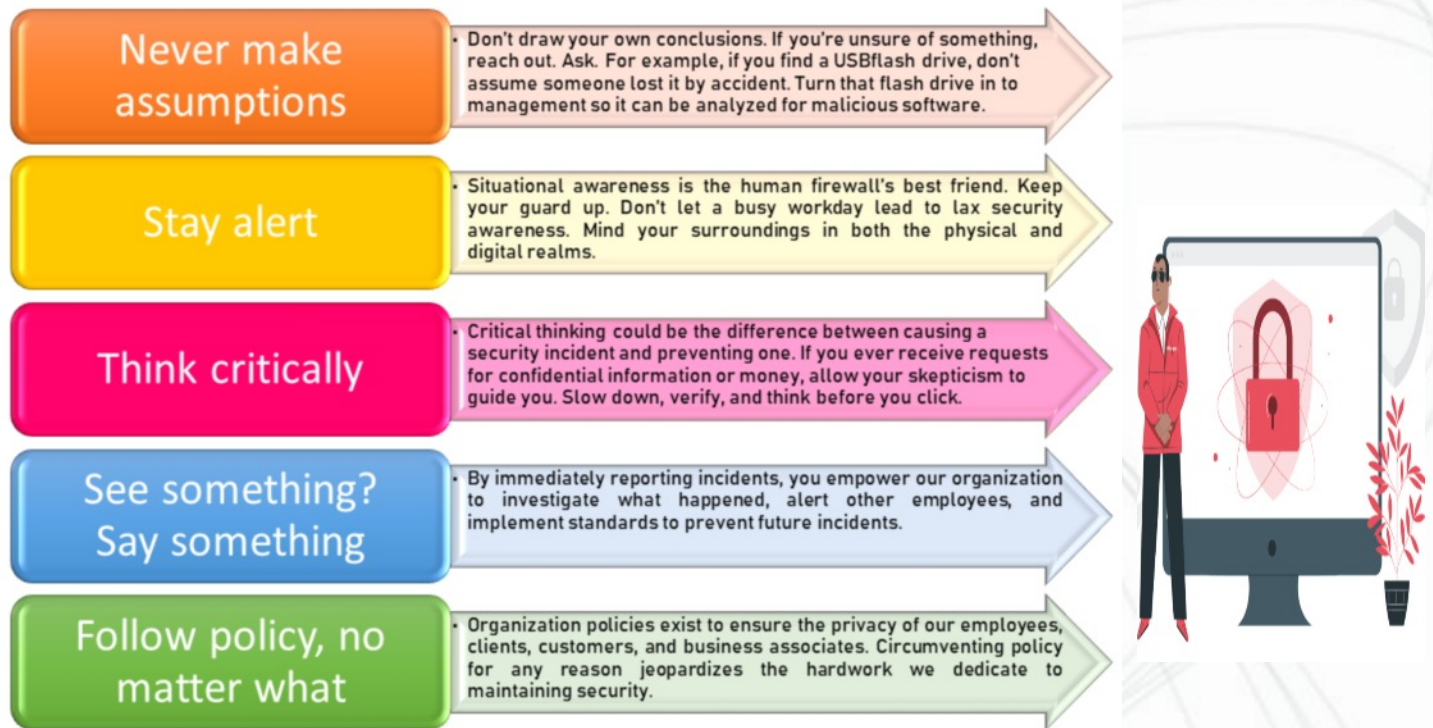 Never make
assumptions
• Don't draw your own conclusions. If you're unsure of something,
reach out. Ask. For example, if you find a USBflash drive, don't
assume someone lost it by accident. Turn that flash drive in to
management so it can be analyzed for malicious software.
Stay alert
• Situational awareness is the human firewall's best friend. Keep
your guard up. Don't let a busy workday lead to lax security
awareness. Mind your surroundings in both the physical and
digital realms.
Think critically
• Critical thinking could be the difference between causing a
security incident and preventing one. If you ever receive requests
for confidential information or money, allow your skepticism to
guide you. Slow down, verify, and think before you click.
See something?
Say something
• By immediately reporting incidents, you empower our organization
to investigate what happened, alert other employees, and
implement standards to prevent future incidents.
Follow policy, no
matter what
• Organization policies exist to ensure the privacy of our employees,
clients, customers, and business associates. Circumventing policy
for any reason jeopardizes the hardwork we dedicate to
maintaining security.